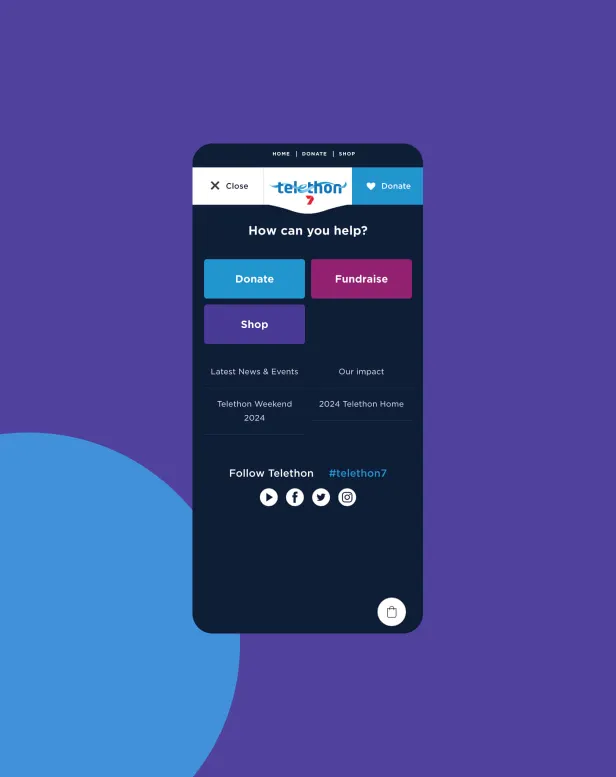 HOME | DONATE | SHOP
Close
telethon
7
Donate
How can you help?
Donate
Fundraise
Shop
Latest News & Events
Our impact
Telethon Weekend
2024
2024 Telethon Home
Follow Telethon #telethon7